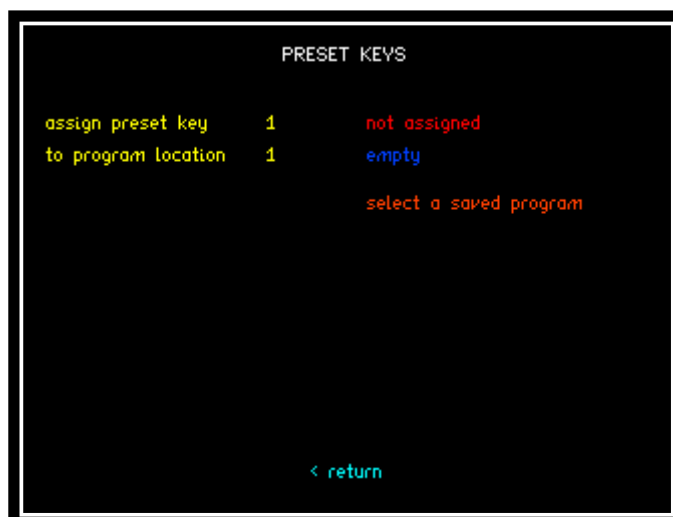 PRESET KEYS
assign preset key 1 not assigned
to program location 1 empty
select a saved program
< return